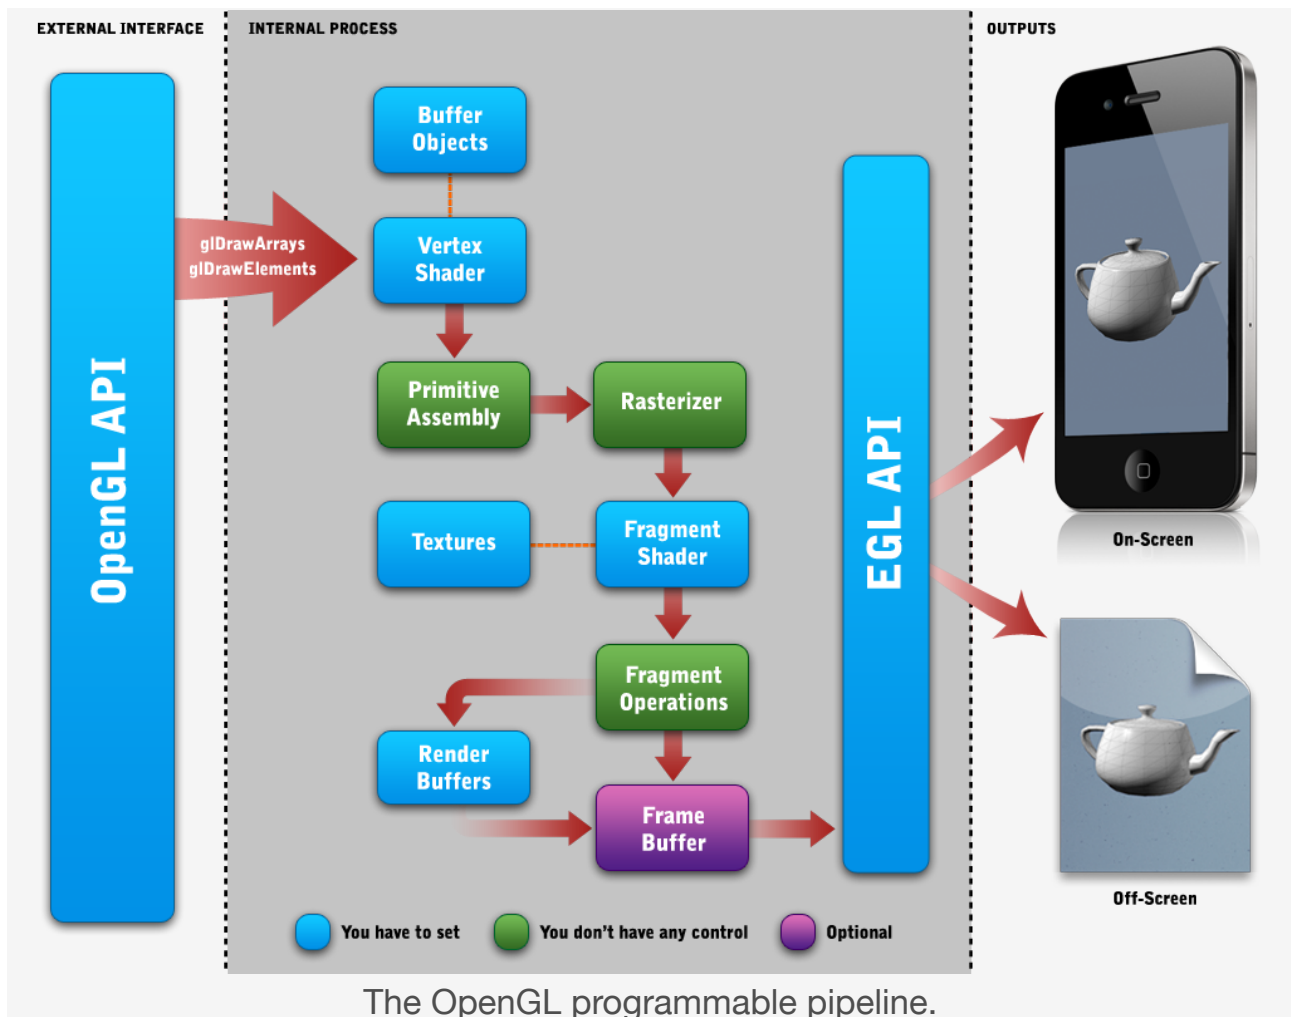 EXTERNAL INTERFACE
INTERNAL PROCESS
OUTPUTS
OpenGL API
glDrawArrays
glDrawElements
Buffer
Objects
Vertex
Shader
Primitive
Assembly
Rasterizer
Textures
Fragment
Shader
Fragment
Operations
Render
Buffers
Frame
Buffer
EGL API
On-Screen
Off-Screen
You have to set
You don't have any control
Optional
The OpenGL programmable pipeline.